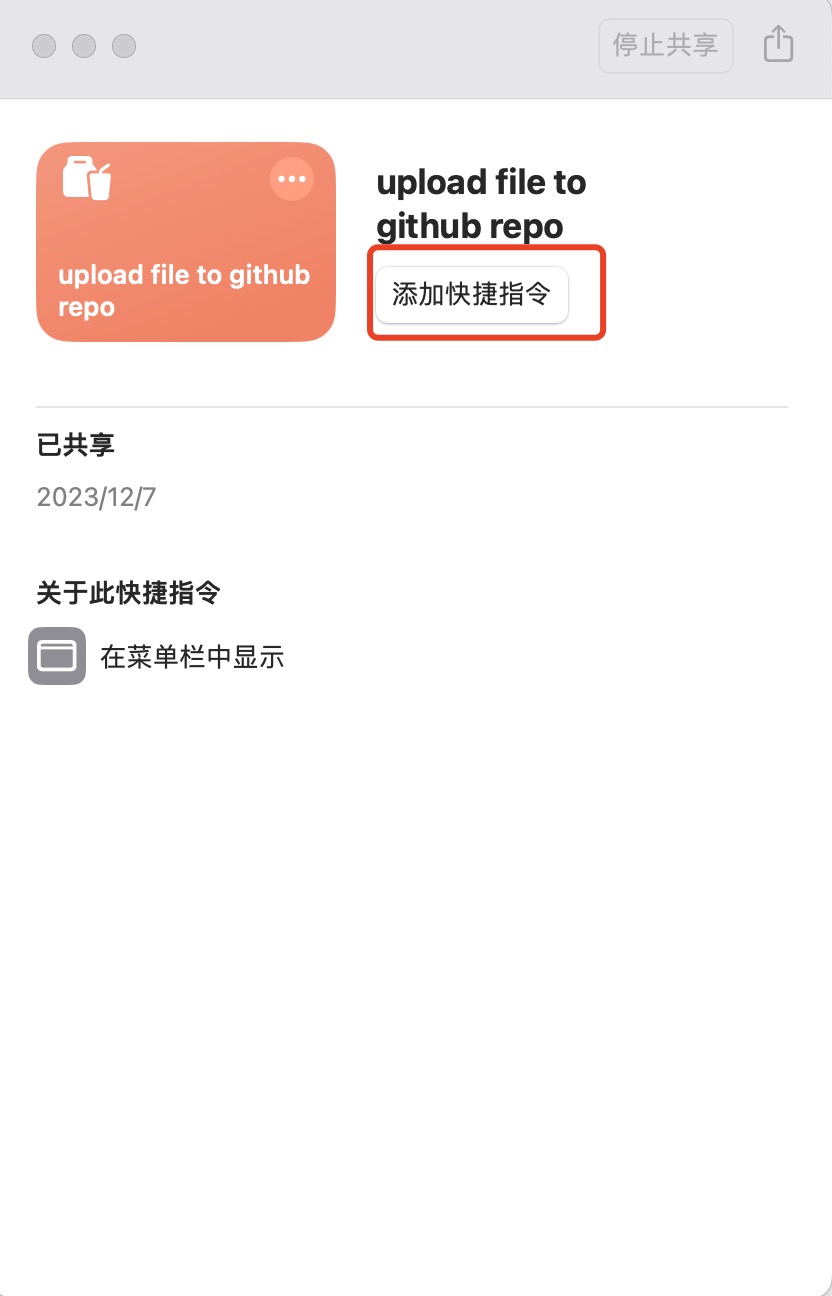 停止共享
upload file to github
repo
upload file to
github repo
添加快捷指令
已共享
2023/12/7
关于此快捷指令
在菜单栏中显示